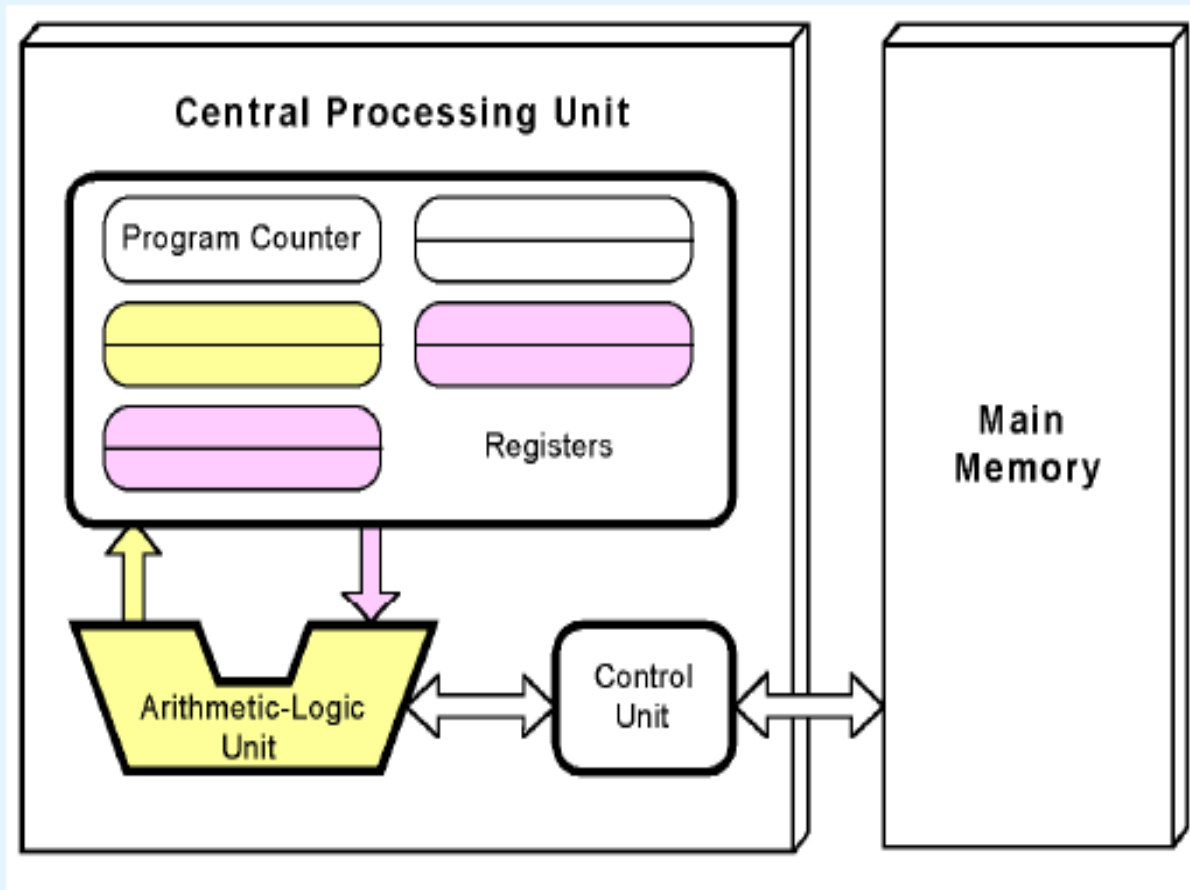 Central Processing Unit
Program Counter
Registers
Main
Memory
Arithmetic-Logic
Unit
Control
Unit